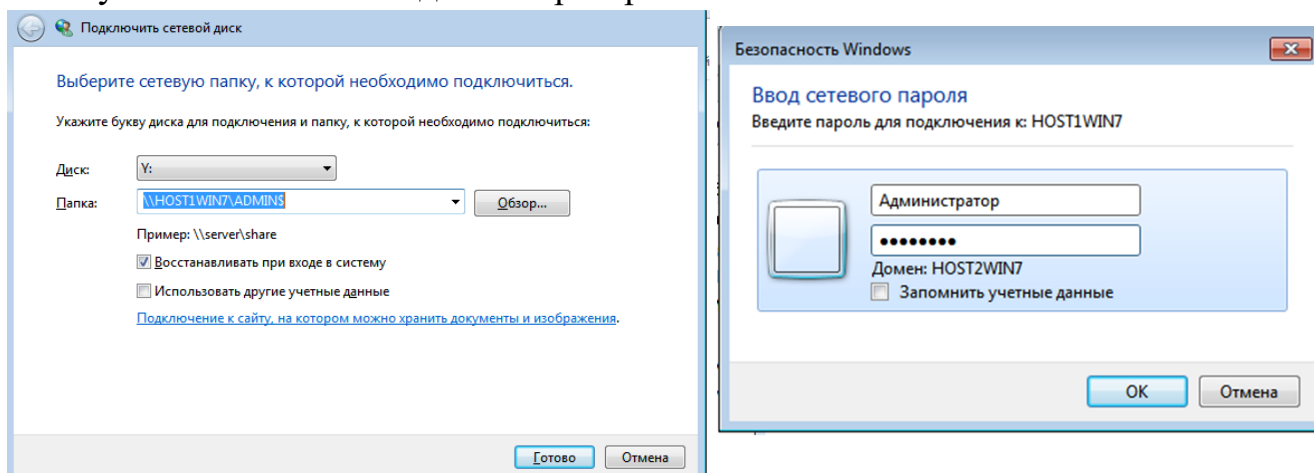 Подключить сетевой диск
Выберите сетевую папку, к которой необходимо подключиться.
Укажите букву диска для подключения и папку, к которой необходимо подключиться:
Диск: Y:
Папка: \\HOST1WIN7\ADMIN$ Обзор...
Пример: \\server\share
Восстанавливать при входе в систему
Использовать другие учетные данные
Подключение к сайту, на котором можно хранить документы и изображения.
Готово Отмена
Безопасность Windows
Ввод сетевого пароля
Введите пароль для подключения к: HOST1WIN7
Администратор
●●●●●●●●
Домен: HOST2WIN7
Запомнить учетные данные
OK Отмена